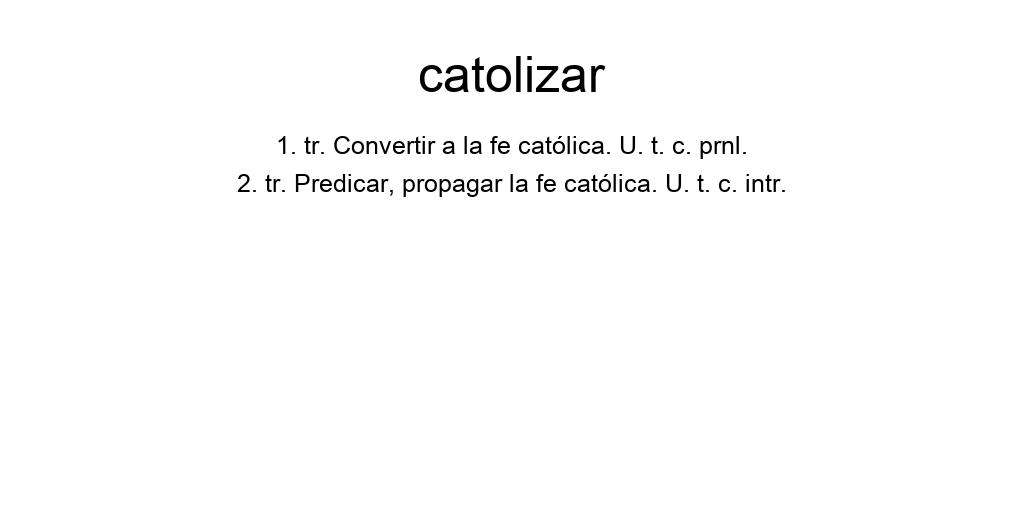 catolizar
1. tr. Convertir a la fe católica. U. t. c. prnl.
2. tr. Predicar, propagar la fe católica. U. t. c. intr.